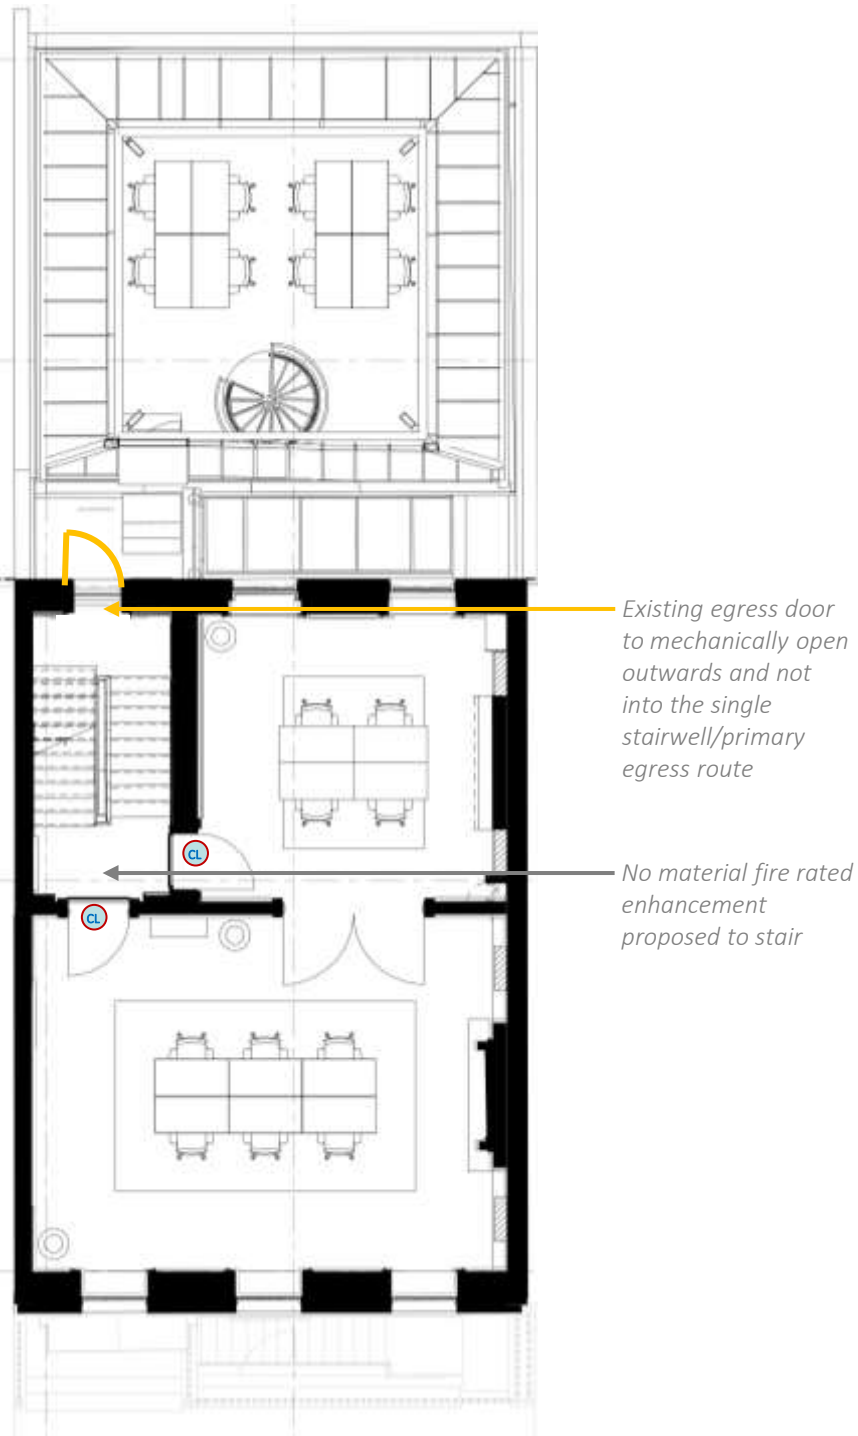 Existing egress door
to mechanically open
outwards and not
into the single
stairwell/primary
egress route
CL
No material fire rated
enhancement
proposed to stair
CL